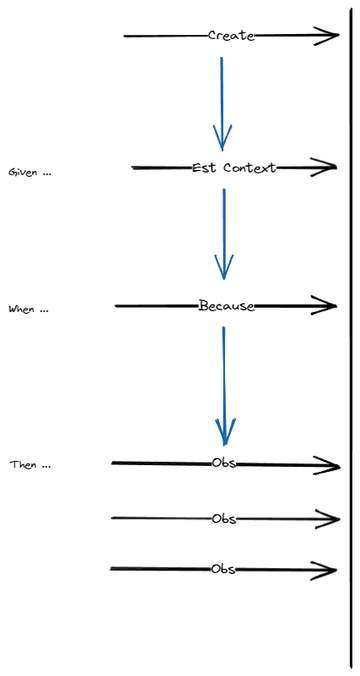 Create
Given ...
Est Context
When ...
Because
Then ...
Obs
Obs
Obs